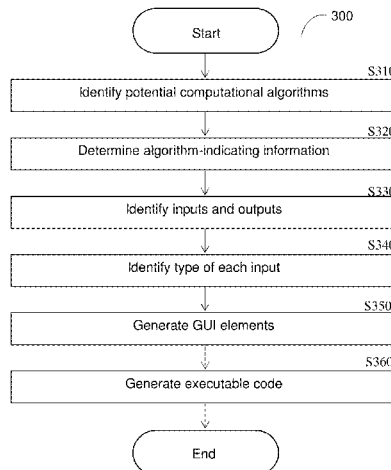 Start
300
S310
Identify potential computational algorithms
S320
Determine algorithm-indicating information
S330
Identify inputs and outputs
S340
Identify type of each input
S350
Generate GUI elements
S360
Generate executable code
End